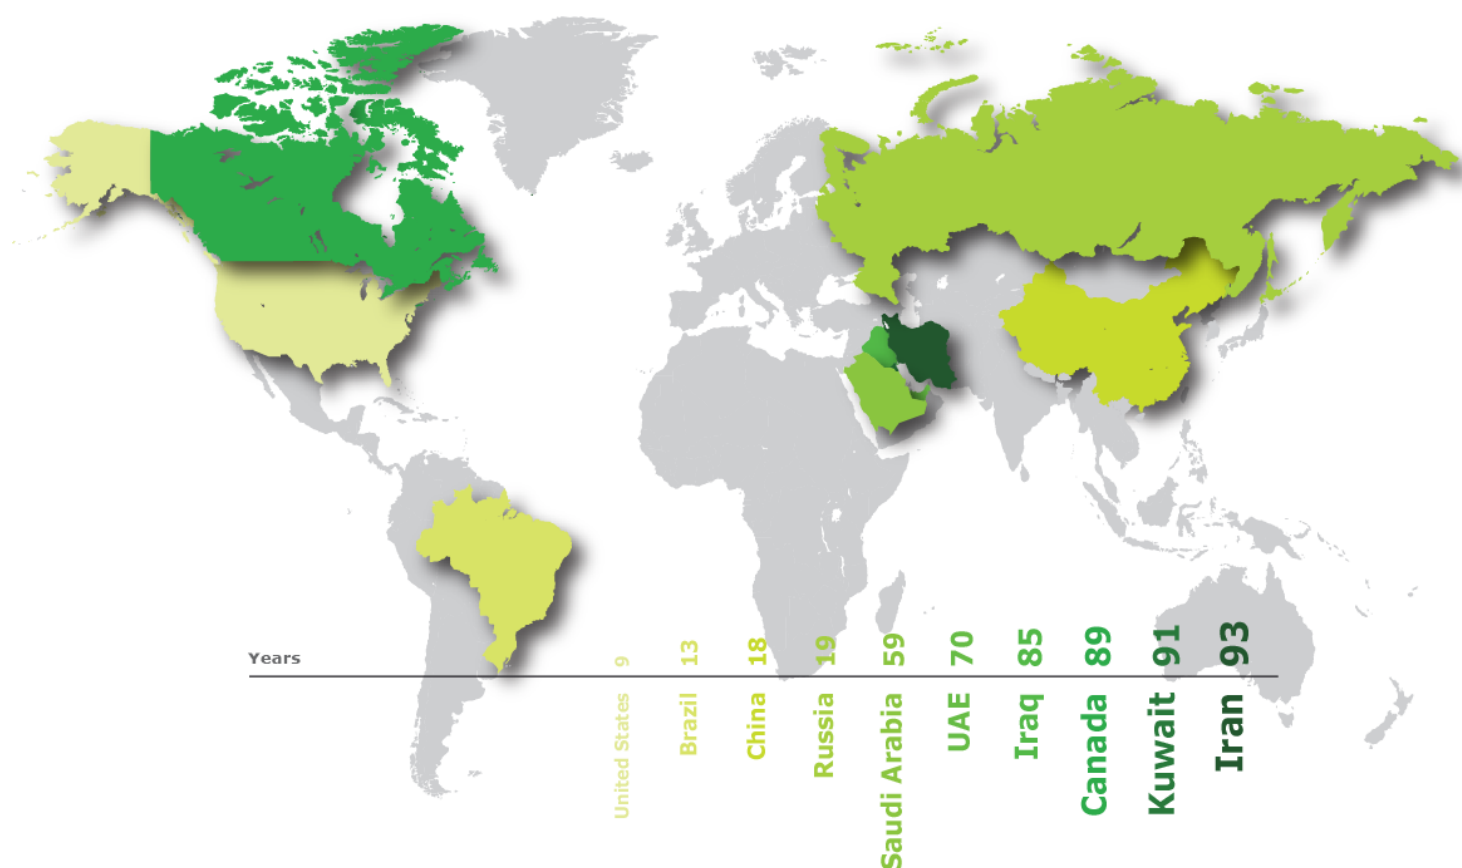 Years
9
13
18
19
59
70
85
89
91
93
United States
Brazil
China
Russia
Saudi Arabia
UAE
Iraq
Canada
Kuwait
Iran